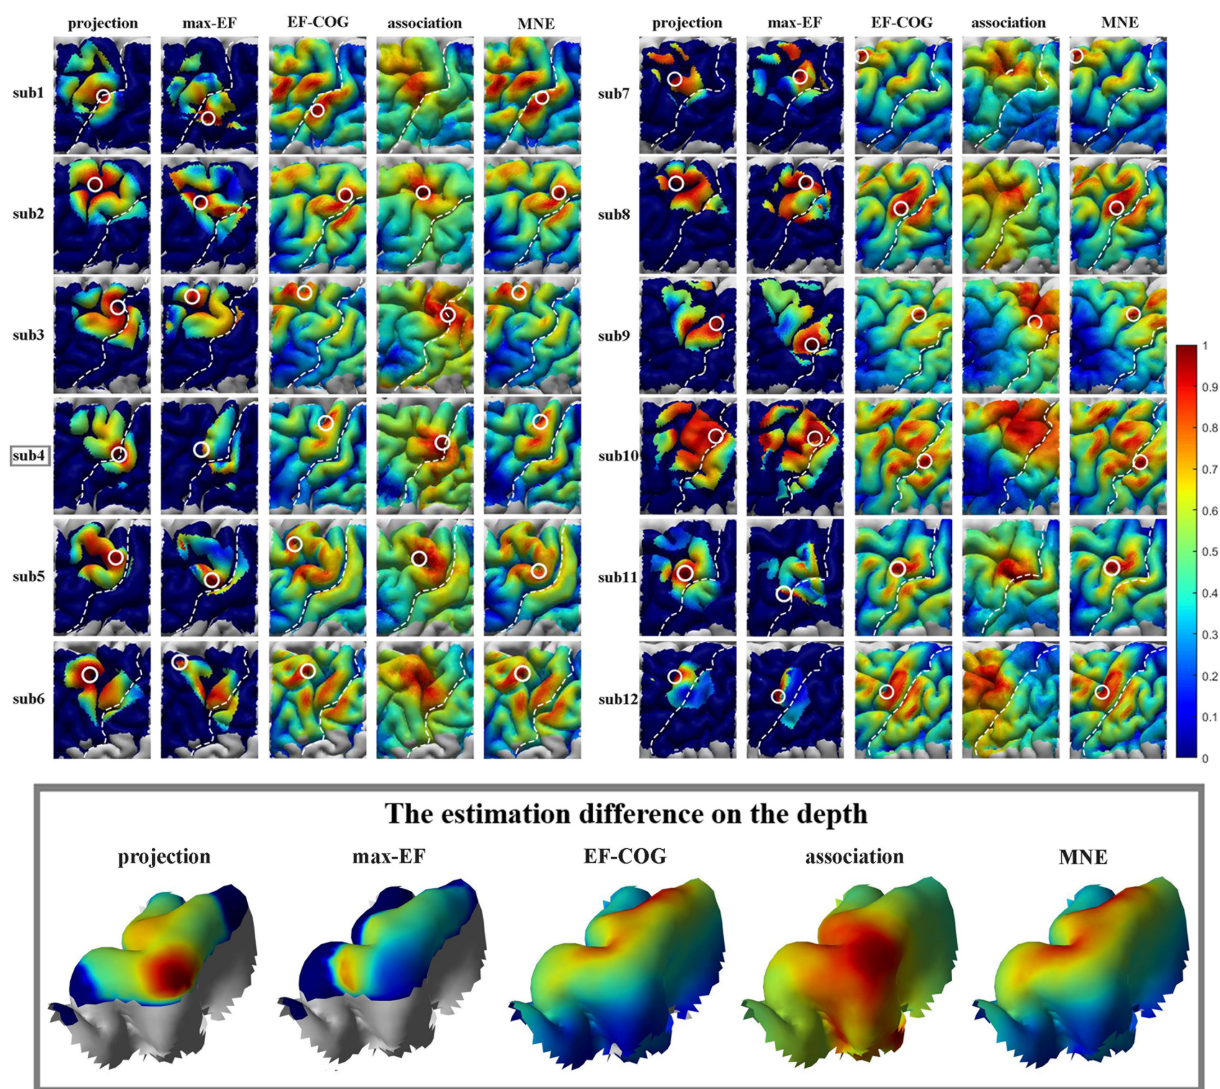 projection max-EF EF-COG association MNE projection max-EF EF-COG association MNE
sub1 sub7
sub2 sub8
sub3 sub9
sub4 sub10
sub5 sub11
sub6 sub12
1
0.9
0.8
0.7
0.6
0.5
0.4
0.3
0.2
0.1
0
The estimation difference on the depth
projection max-EF EF-COG association MNE